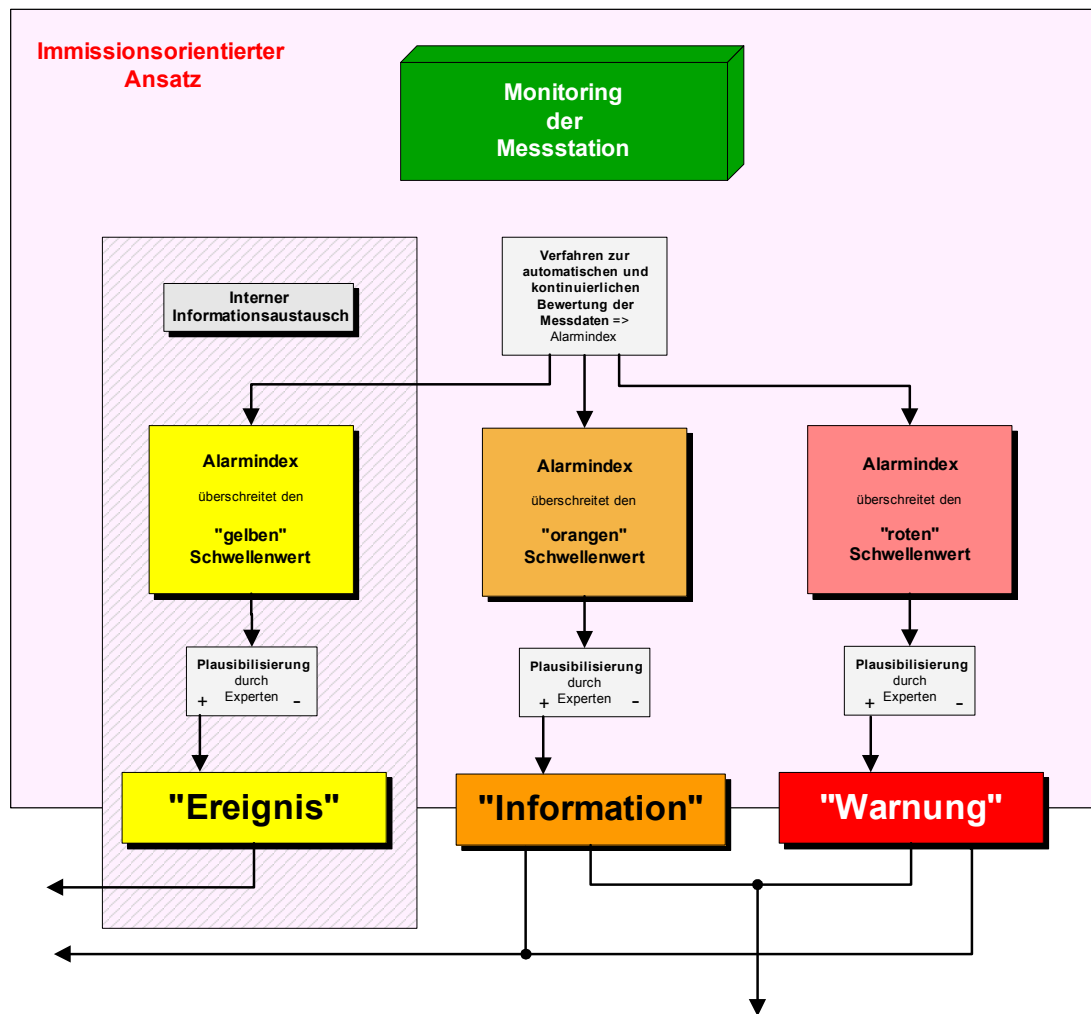 Immissionsorientierter
Ansatz
Monitoring
der
Messstation
Verfahren zur
automatischen und
kontinuierlichen
Bewertung der
Messdaten =>
Alarmindex
Interner
Informationsaustausch
Alarmindex
überschreitet den
"gelben"
Schwellenwert
Alarmindex
überschreitet den
"orangen"
Schwellenwert
Alarmindex
überschreitet den
"roten"
Schwellenwert
Plausibilisierung
durch
Experten
+ -
Plausibilisierung
durch
Experten
+ -
Plausibilisierung
durch
Experten
+ -
"Ereignis"
"Information"
"Warnung"